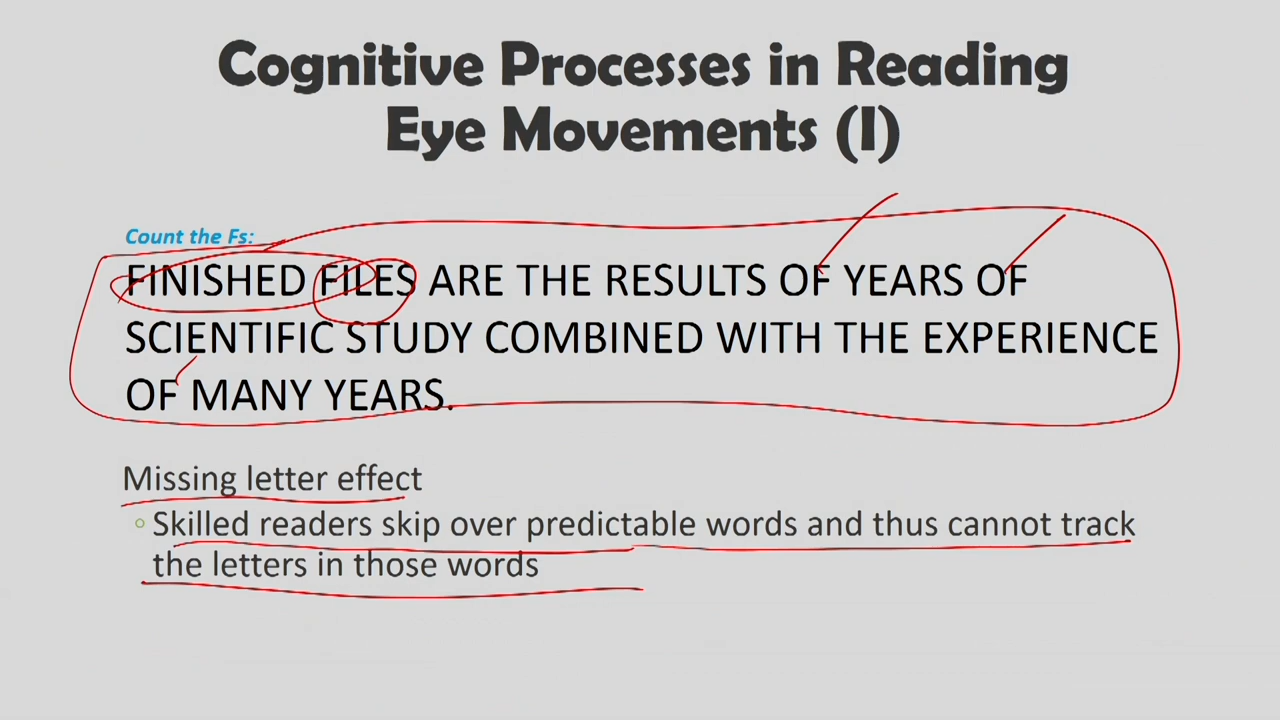 Cognitive Processes in Reading
Eye Movements (I)
Count the Fs:
FINISHED FILES ARE THE RESULTS OF YEARS OF
SCIENTIFIC STUDY COMBINED WITH THE EXPERIENCE
OF MANY YEARS.
Missing letter effect
◦ Skilled readers skip over predictable words and thus cannot track
the letters in those words